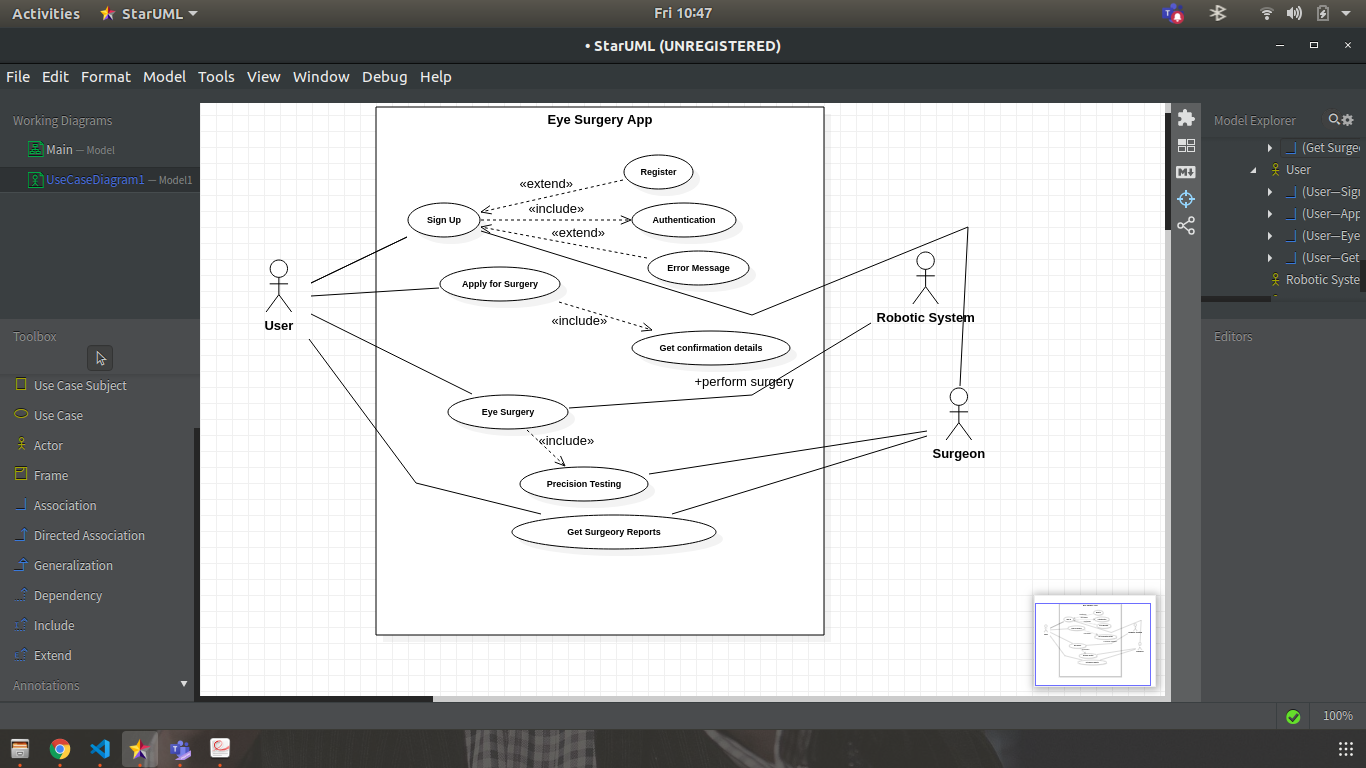 Activities StarUML Fri 10:47
• StarUML (UNREGISTERED)
File Edit Format Model Tools View Window Debug Help
Working Diagrams
Main — Model
UseCaseDiagram1 — Model1
Toolbox
Use Case Subject
Use Case
Actor
Frame
Association
Directed Association
Generalization
Dependency
Include
Extend
Annotations
Eye Surgery App
Register
«extend»
«include»
Sign Up
Authentication
«extend»
Error Message
Apply for Surgery
User
«include»
Robotic System
Get confirmation details
+perform surgery
Eye Surgery
«include»
Surgeon
Precision Testing
Get Surgeory Reports
Model Explorer
(Get Surge
User
(User—Sig
(User—App
(User—Eye
(User—Get
Robotic Syste
Editors
100%